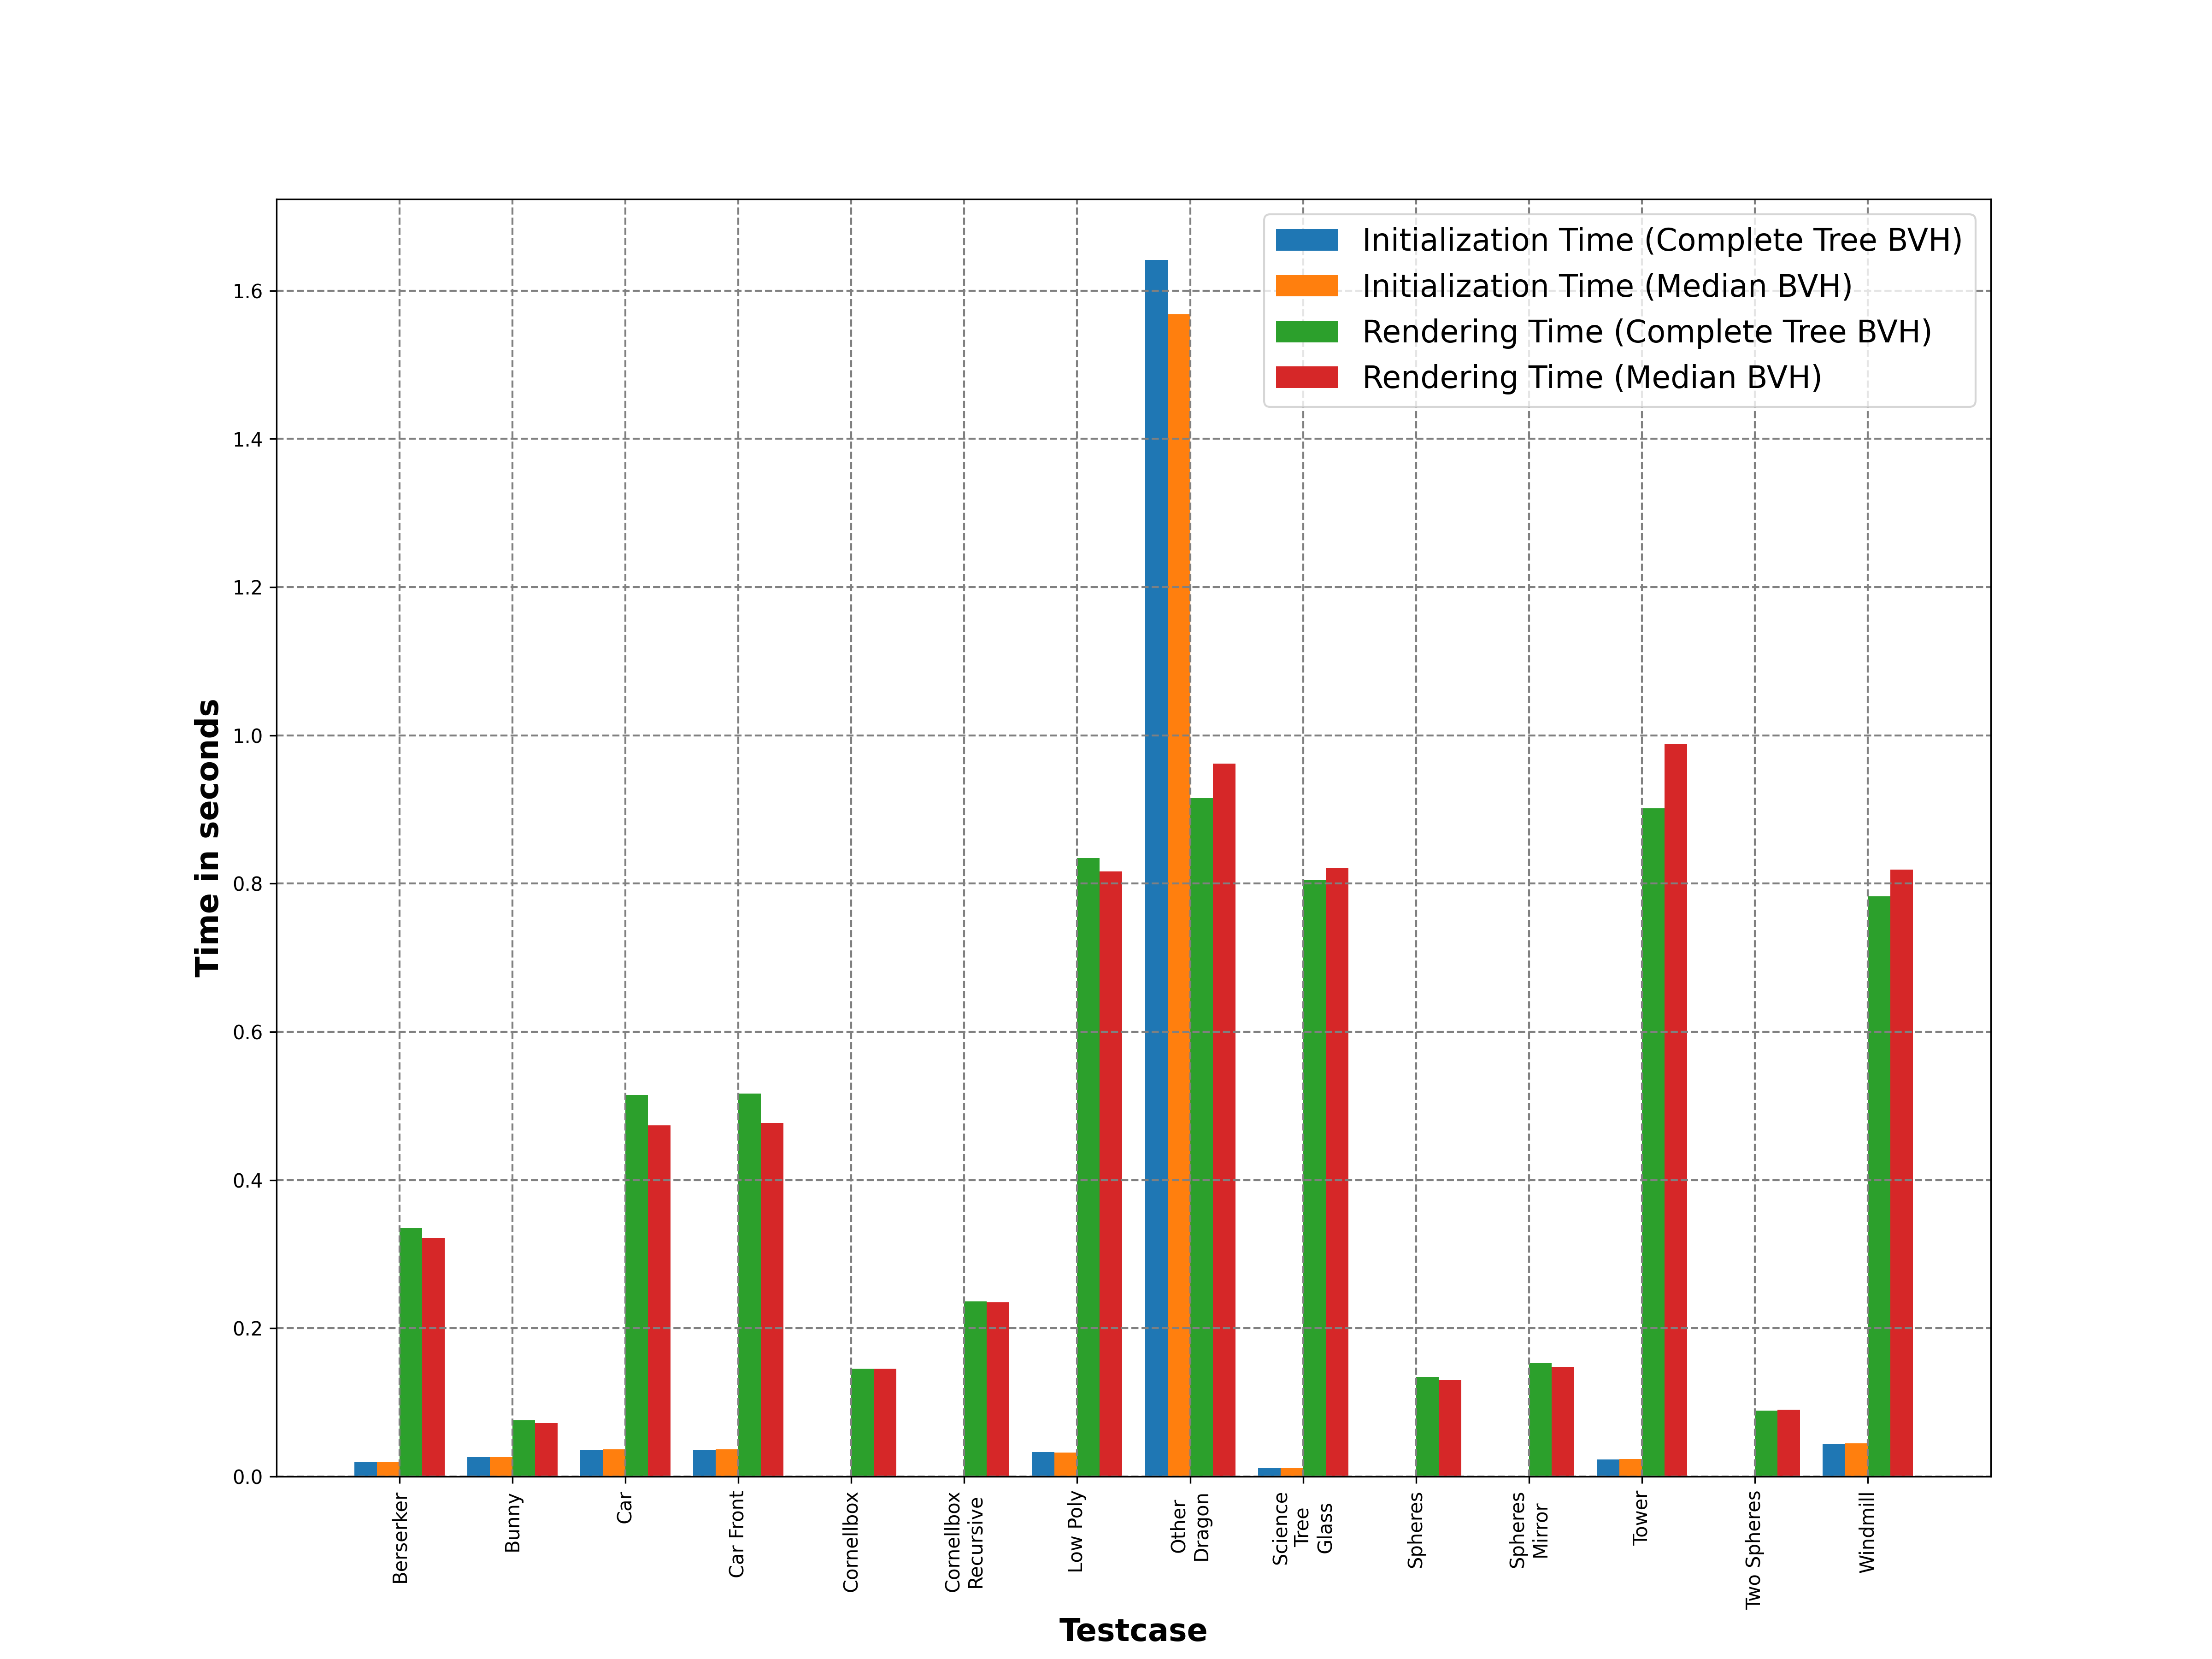 Initialization Time (Complete Tree BVH)
Initialization Time (Median BVH)
Rendering Time (Complete Tree BVH)
Rendering Time (Median BVH)
Time in seconds
1.6
1.4
1.2
1.0
0.8
0.6
0.4
0.2
0.0
Berserker
Bunny
Car
Car Front
Cornellbox
Cornellbox
Recursive
Low Poly
Other
Dragon
Science
Tree
Glass
Spheres
Spheres
Mirror
Tower
Two Spheres
Windmill
Testcase